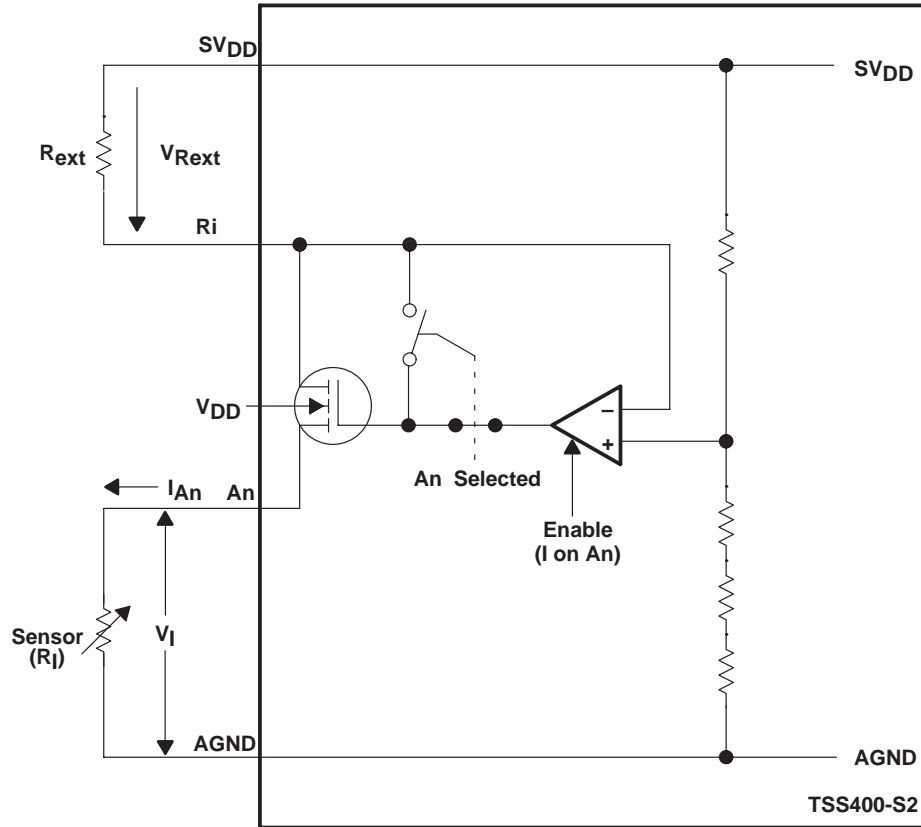 SVDD
SVDD
Rext
VRext
Ri
VDD
−
+
An Selected
IAn An
Enable
(I on An)
Sensor
(RI)
VI
AGND
AGND
TSS400-S2